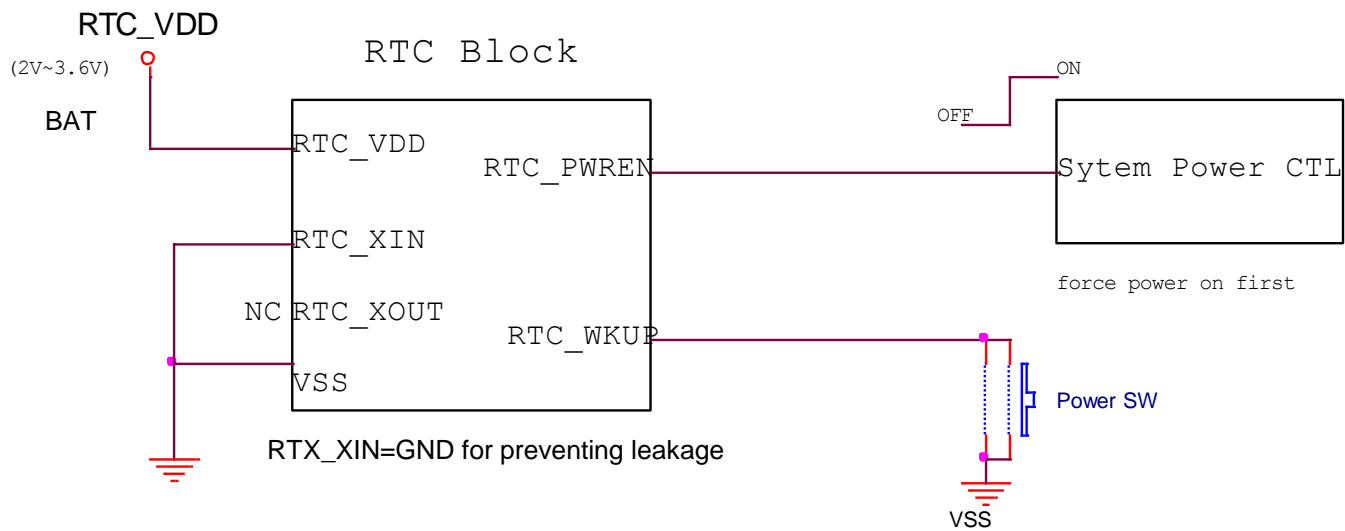 RTC_VDD
(2V~3.6V)
BAT
RTC Block
RTC_VDD
RTC_PWREN
RTC_XIN
NC
RTC_XOUT
RTC_WKUP
VSS
RTX_XIN=GND for preventing leakage
ON
OFF
Sytem Power CTL
force power on first
Power SW
VSS